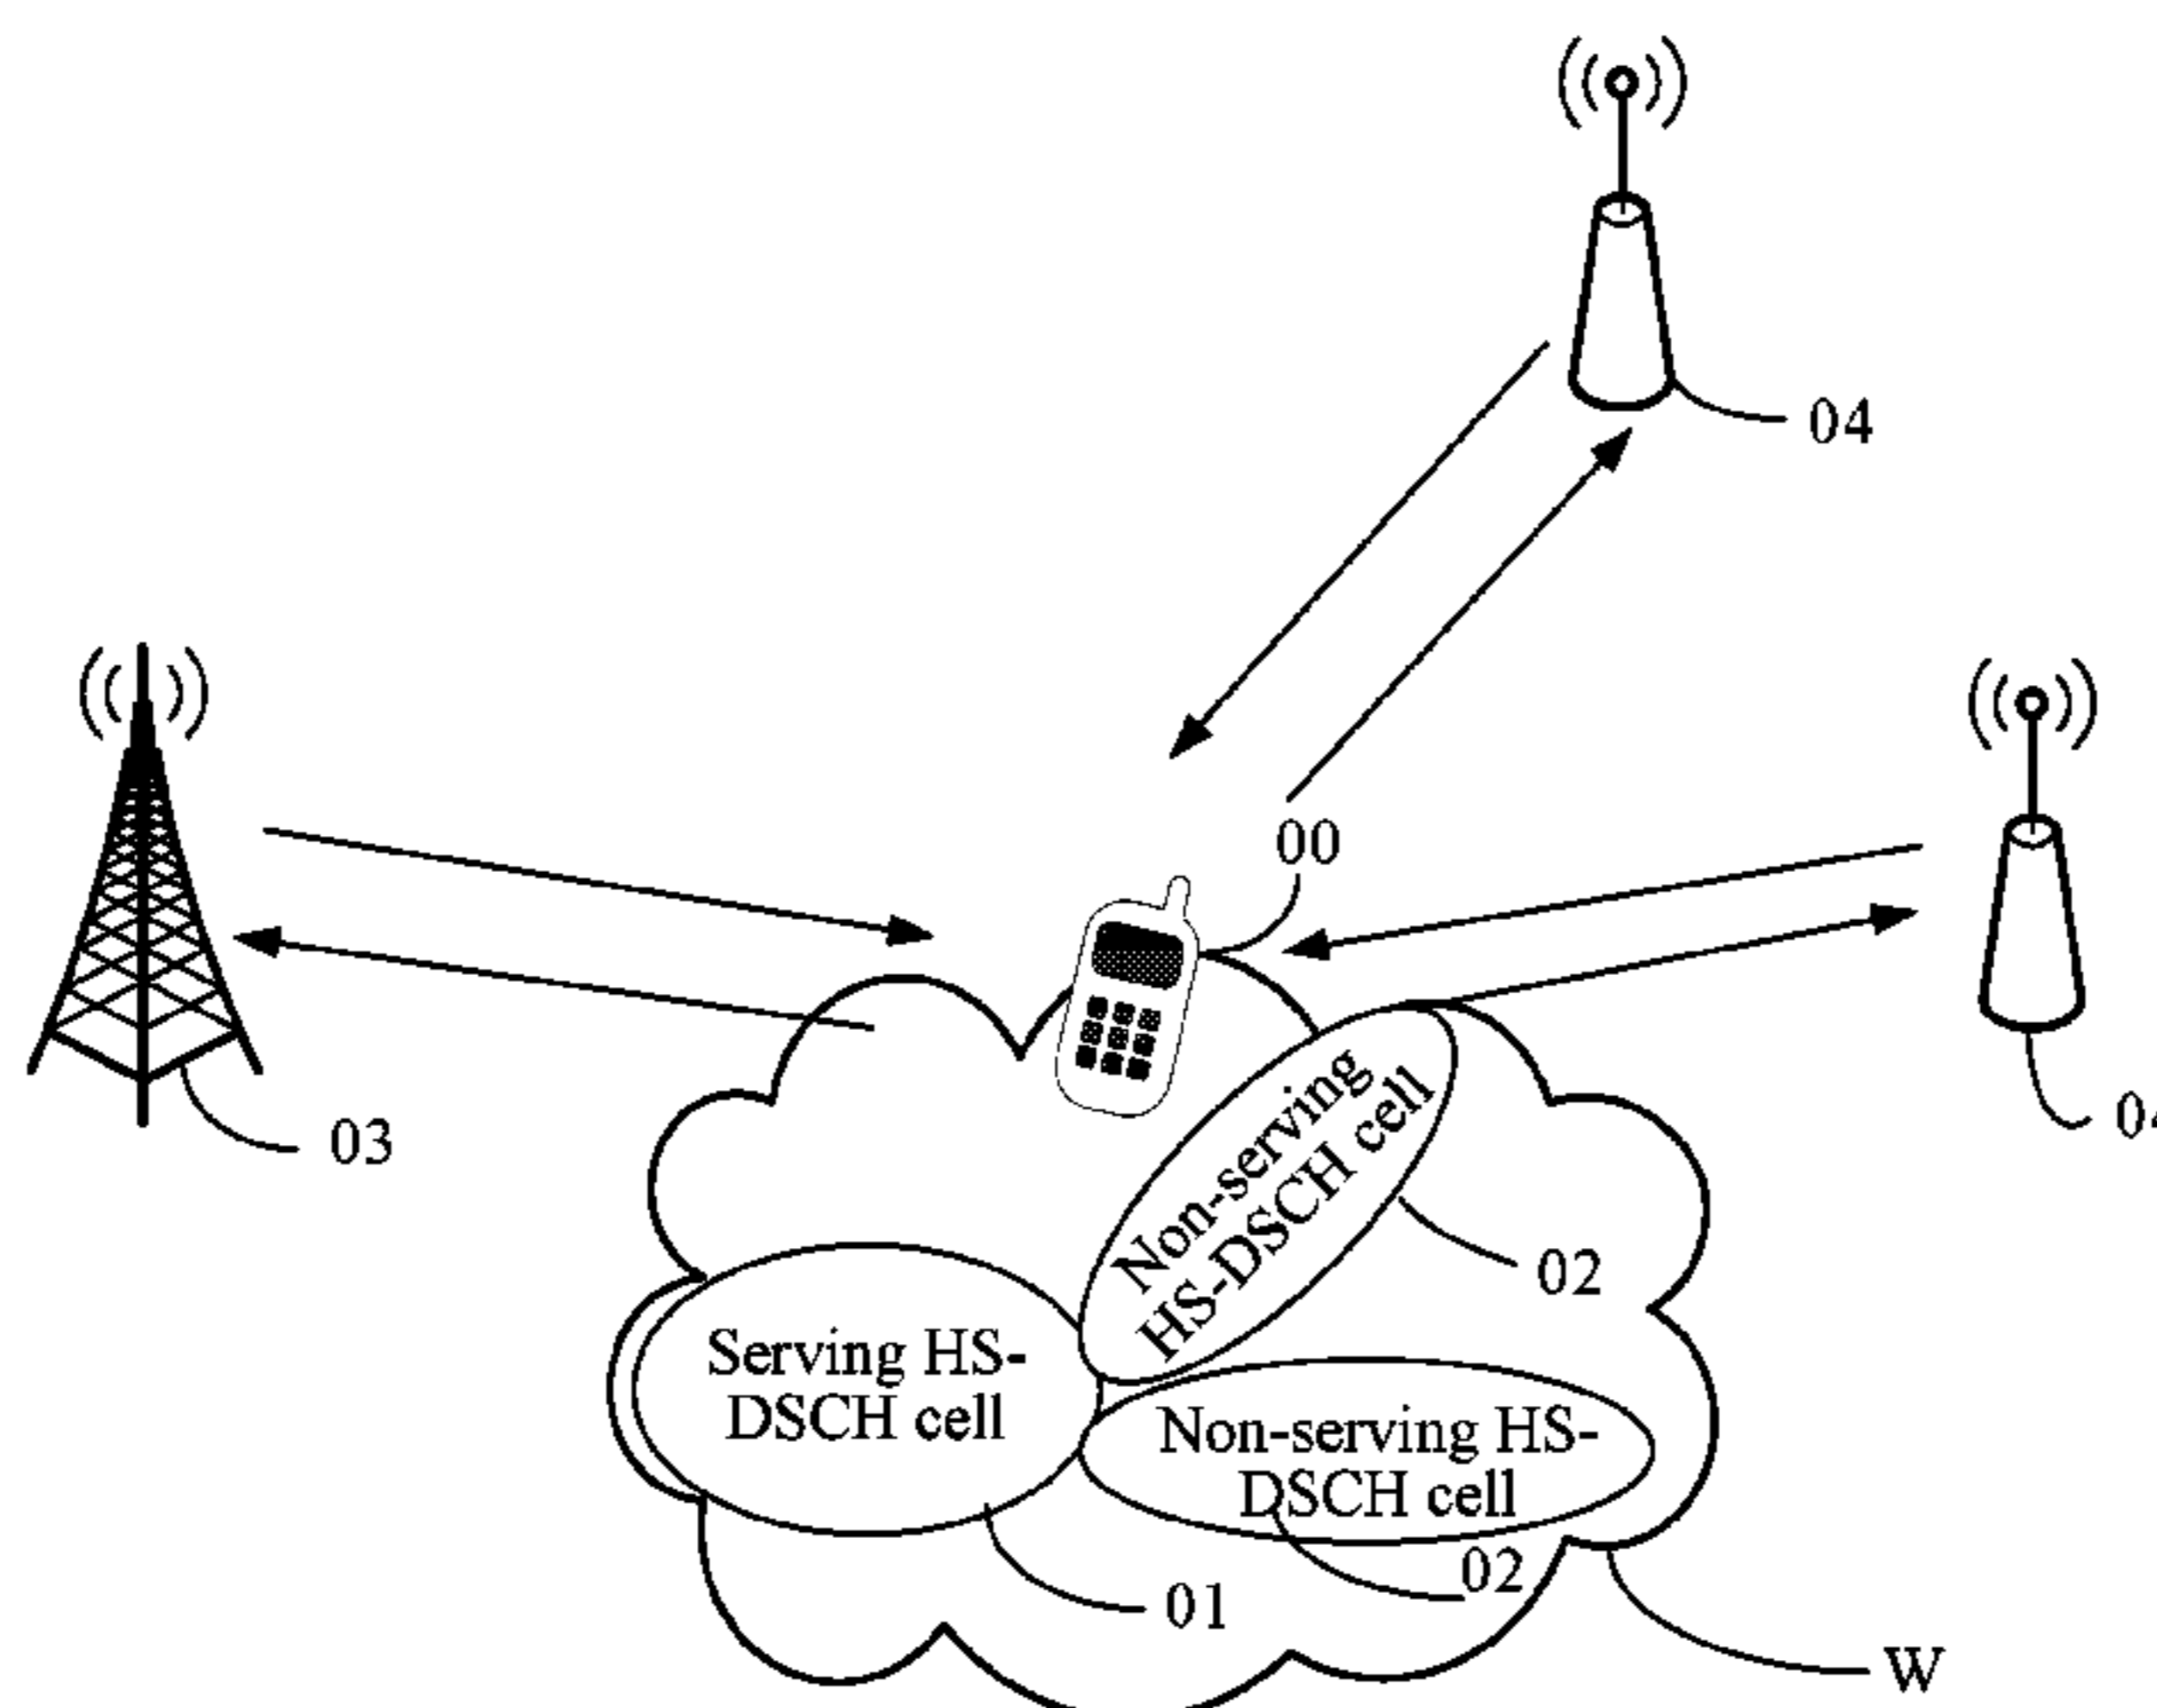 04
00
03
04
Non-serving
HS-DSCH cell
02
Serving HS-
DSCH cell
Non-serving HS-
DSCH cell
02
01
W